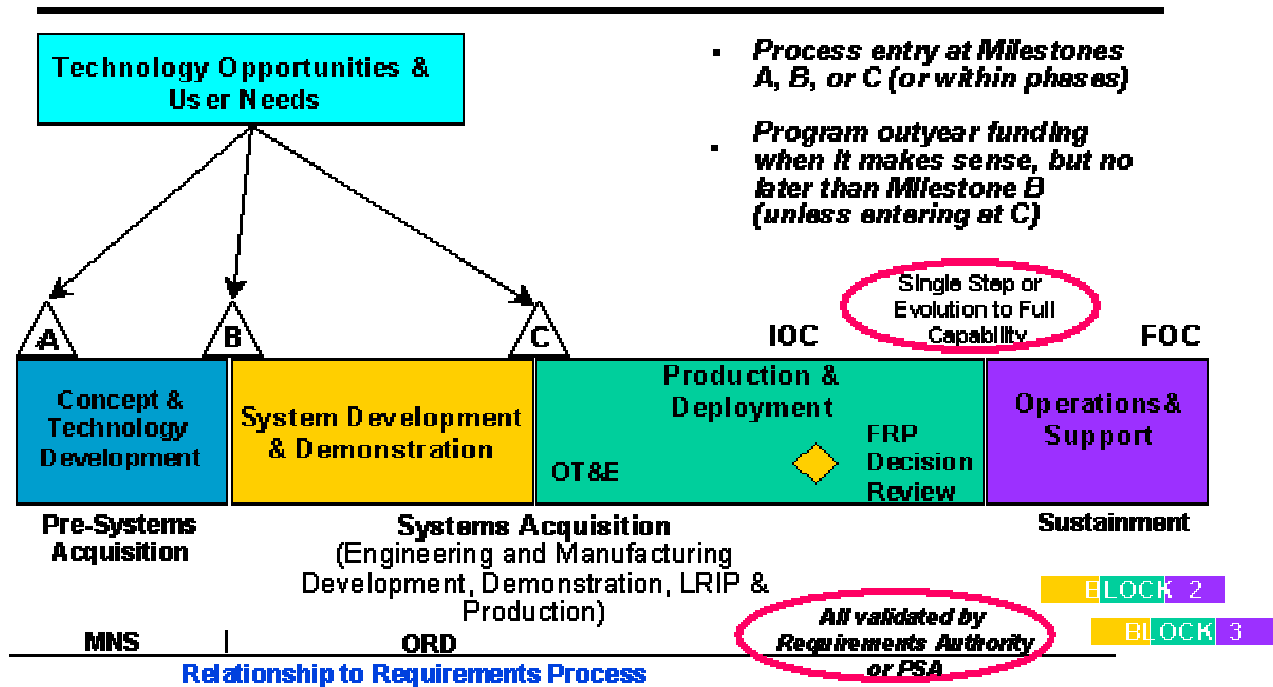 Technology Opportunities &
User Needs
▪ Process entry at Milestones
A, B, or C (or within phases)
▪ Program outyear funding
when it makes sense, but no
later than Milestone B
(unless entering at C)
Single Step or
Evolution to Full
Capability
A
B
C
IOC
FOC
Concept &
Technology
Development
System Development
& Demonstration
Production &
Deployment
OT&E
FRP
Decision
Review
Operations&
Support
Pre-Systems
Acquisition
Systems Acquisition
(Engineering and Manufacturing
Development, Demonstration, LRIP &
Production)
Sustainment
BLOCK 2
BLOCK 3
All validated by
Requirements Authority
or PSA
MNS
ORD
Relationship to Requirements Process